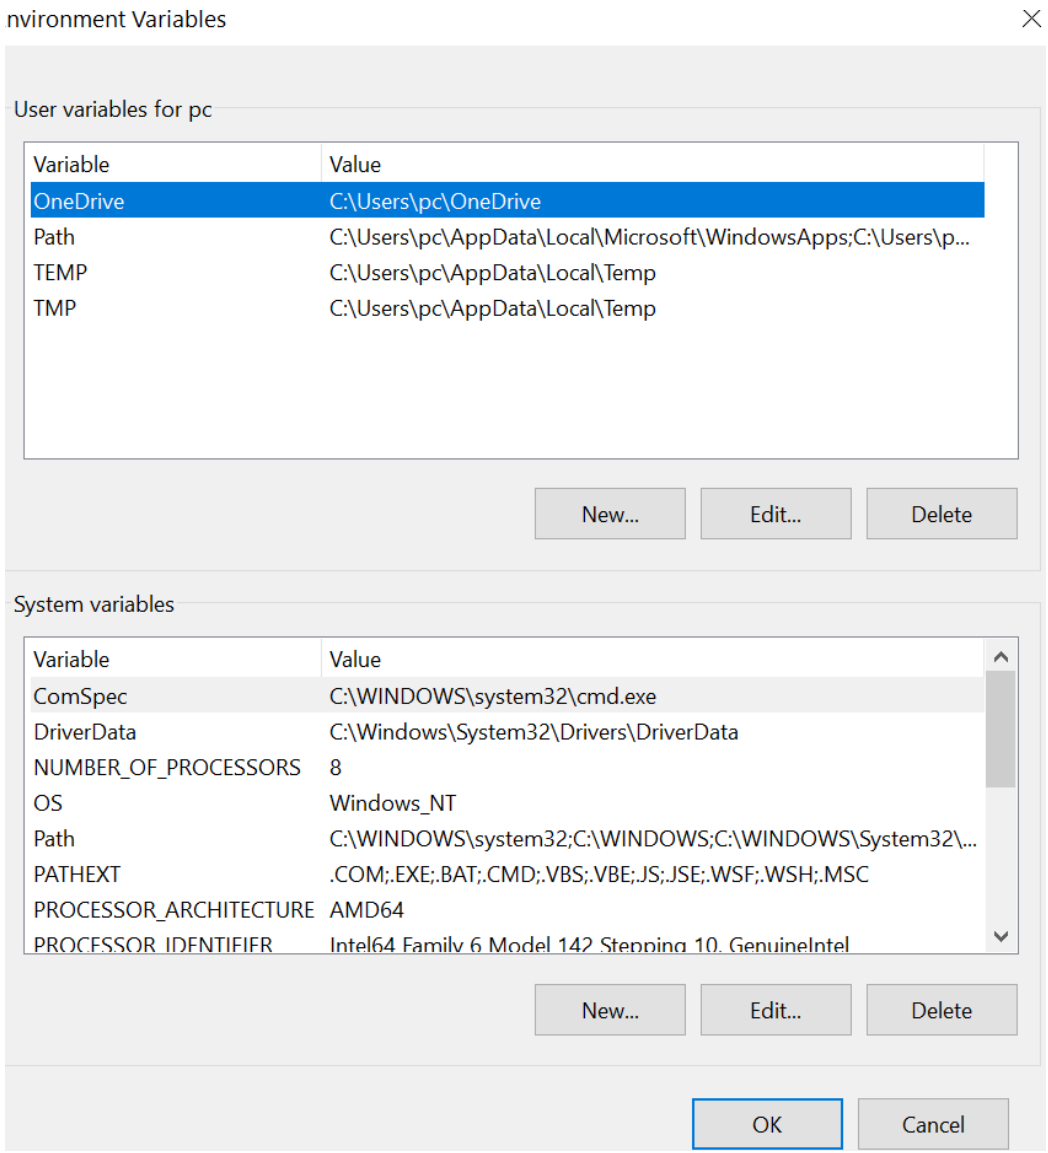 nvironment Variables
User variables for pc
Variable Value
OneDrive C:\Users\pc\OneDrive
Path C:\Users\pc\AppData\Local\Microsoft\WindowsApps;C:\Users\p...
TEMP C:\Users\pc\AppData\Local\Temp
TMP C:\Users\pc\AppData\Local\Temp
New... Edit... Delete
System variables
Variable Value
ComSpec C:\WINDOWS\system32\cmd.exe
DriverData C:\Windows\System32\Drivers\DriverData
NUMBER_OF_PROCESSORS 8
OS Windows_NT
Path C:\WINDOWS\system32;C:\WINDOWS;C:\WINDOWS\System32\...
PATHEXT .COM;.EXE;.BAT;.CMD;.VBS;.VBE;.JS;.JSE;.WSF;.WSH;.MSC
PROCESSOR_ARCHITECTURE AMD64
PROCESSOR_IDENTIFIER Intel64 Family 6 Model 142 Stepping 10, GenuineIntel
New... Edit... Delete
OK Cancel